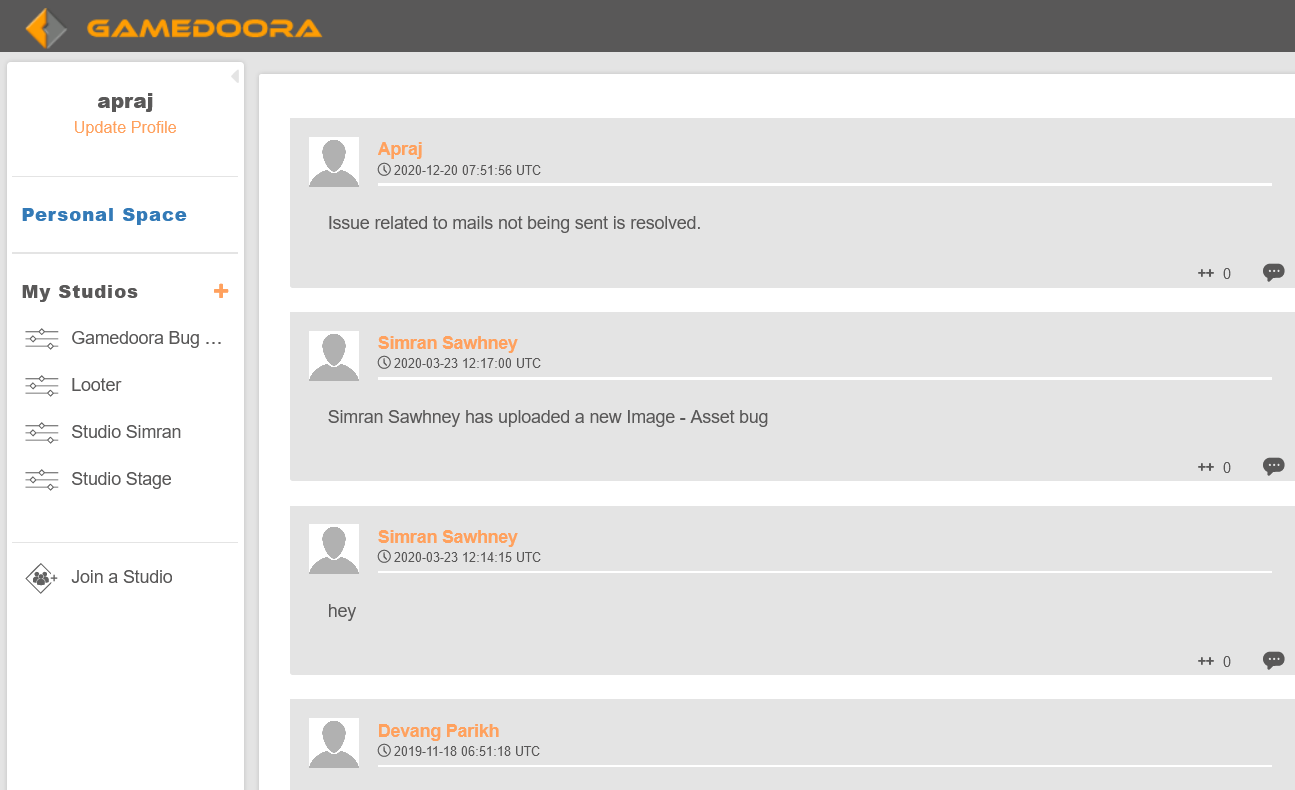 GAMEDOORA
apraj
Update Profile
Personal Space
My Studios +
Gamedoora Bug ...
Looter
Studio Simran
Studio Stage
Join a Studio
Apraj
2020-12-20 07:51:56 UTC
Issue related to mails not being sent is resolved.
++ 0
Simran Sawhney
2020-03-23 12:17:00 UTC
Simran Sawhney has uploaded a new Image - Asset bug
++ 0
Simran Sawhney
2020-03-23 12:14:15 UTC
hey
++ 0
Devang Parikh
2019-11-18 06:51:18 UTC